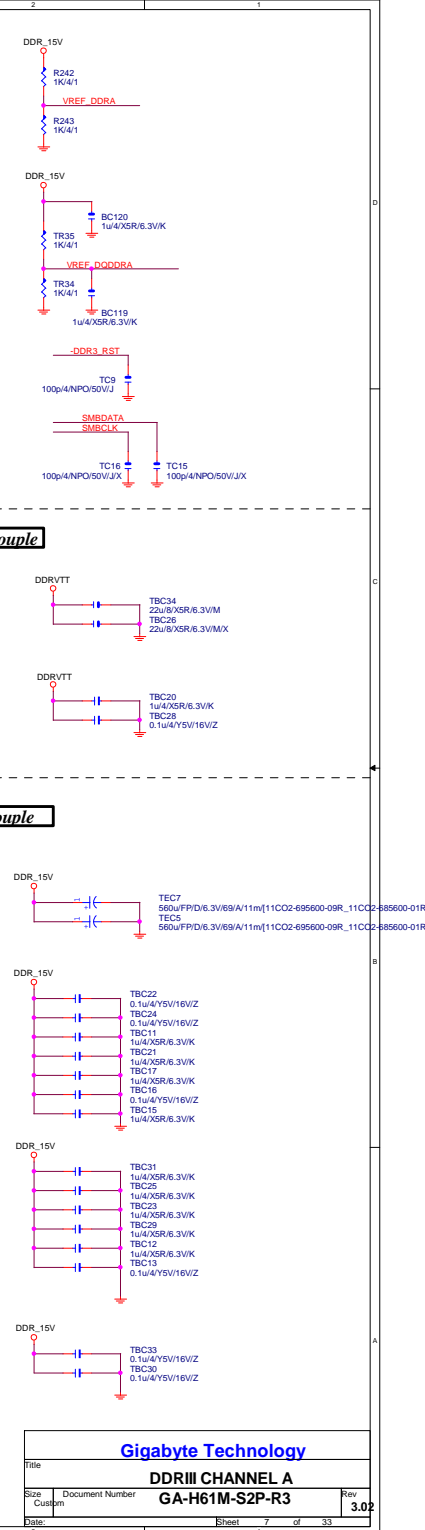 2
1
DDR_15V
R242
1K/4/1
VREF_DDRA
R243
1K/4/1
DDR_15V
D
BC120
1u/4/X5R/6.3V/K
TR35
1K/4/1
VREF_DQDDRA
TR34
1K/4/1
BC119
1u/4/X5R/6.3V/K
-DDR3_RST
TC9
100p/4/NPO/50V/J
SMBDATA
SMBCLK
TC16
100p/4/NPO/50V/J/X
TC15
100p/4/NPO/50V/J/X
ouple
C
DDRVTT
TBC34
22u/8/X5R/6.3V/M
TBC26
22u/8/X5R/6.3V/M/X
DDRVTT
TBC20
1u/4/X5R/6.3V/K
TBC28
0.1u/4/Y5V/16V/Z
ouple
DDR_15V
1
TEC7
560u/FP/D/6.3V/69/A/11m/[11CO2-695600-09R_11CO2-685600-01R
1
TEC5
560u/FP/D/6.3V/69/A/11m/[11CO2-695600-09R_11CO2-685600-01R
B
DDR_15V
TBC22
0.1u/4/Y5V/16V/Z
TBC24
0.1u/4/Y5V/16V/Z
TBC11
1u/4/X5R/6.3V/K
TBC21
1u/4/X5R/6.3V/K
TBC17
1u/4/X5R/6.3V/K
TBC16
0.1u/4/Y5V/16V/Z
TBC15
1u/4/X5R/6.3V/K
DDR_15V
TBC31
1u/4/X5R/6.3V/K
TBC25
1u/4/X5R/6.3V/K
TBC23
1u/4/X5R/6.3V/K
TBC29
1u/4/X5R/6.3V/K
TBC12
1u/4/X5R/6.3V/K
TBC13
0.1u/4/Y5V/16V/Z
DDR_15V
A
TBC33
0.1u/4/Y5V/16V/Z
TBC30
0.1u/4/Y5V/16V/Z
Gigabyte Technology
Title
DDRIII CHANNEL A
Size
Custom
Document Number
GA-H61M-S2P-R3
Rev
3.02
Date:
Sheet 7 of 33